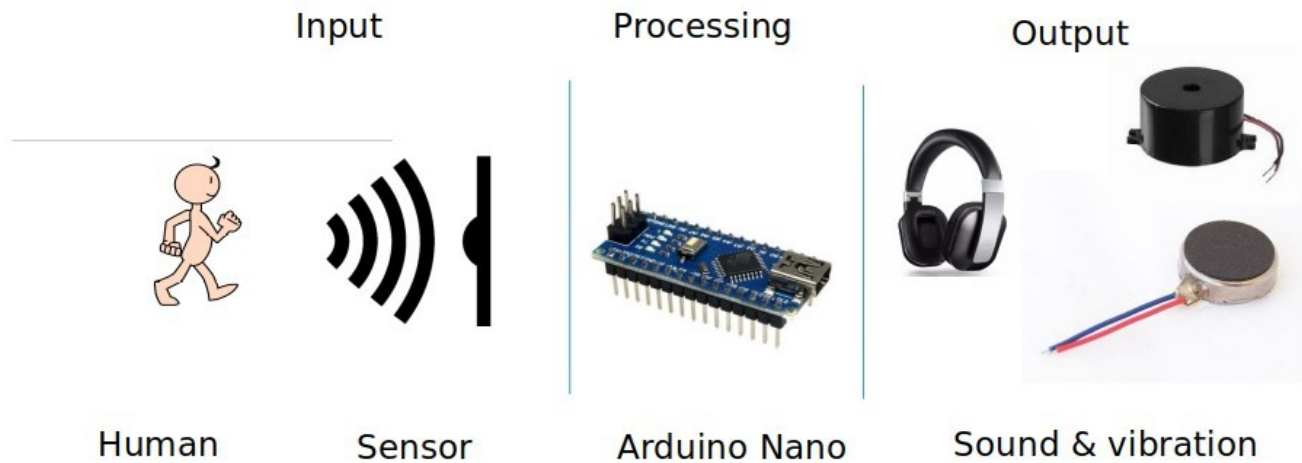 Input
Processing
Output
Human
Sensor
Arduino Nano
Sound & vibration